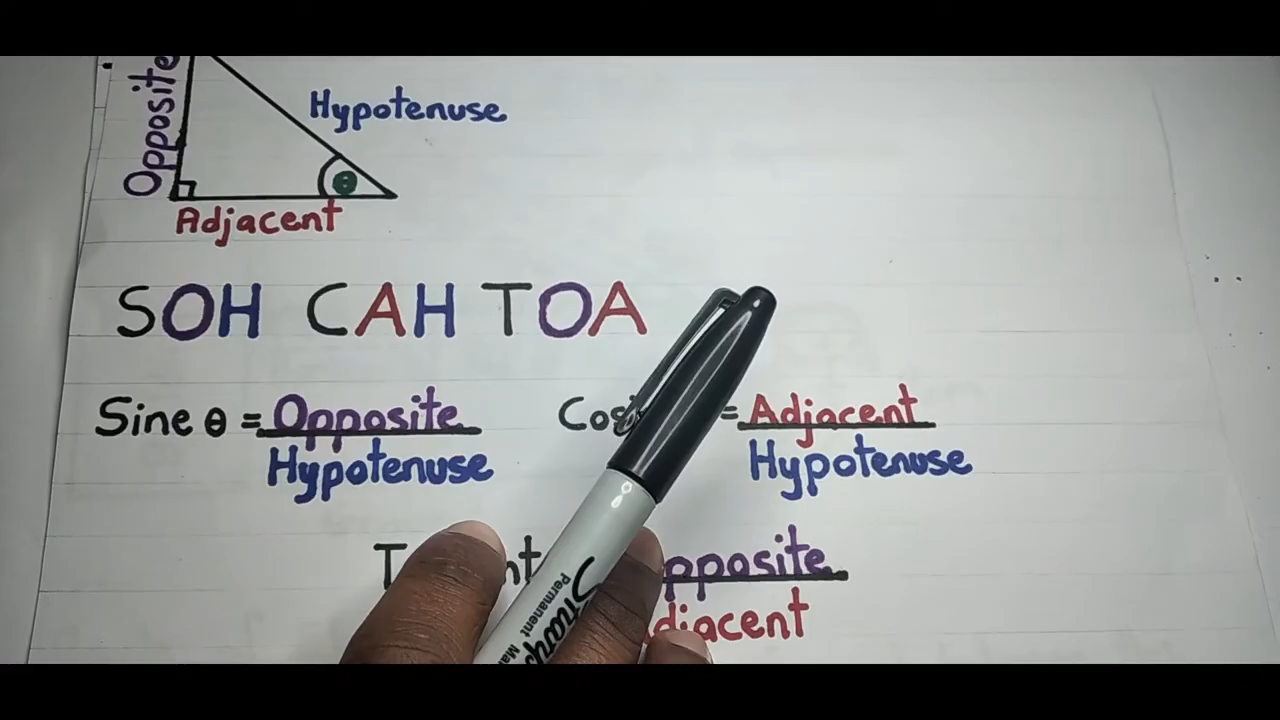 Opposite
Hypotenuse
θ
Adjacent
SOH CAH TOA
Sine θ = Opposite
Hypotenuse
= Adjacent
Hypotenuse
Permanent